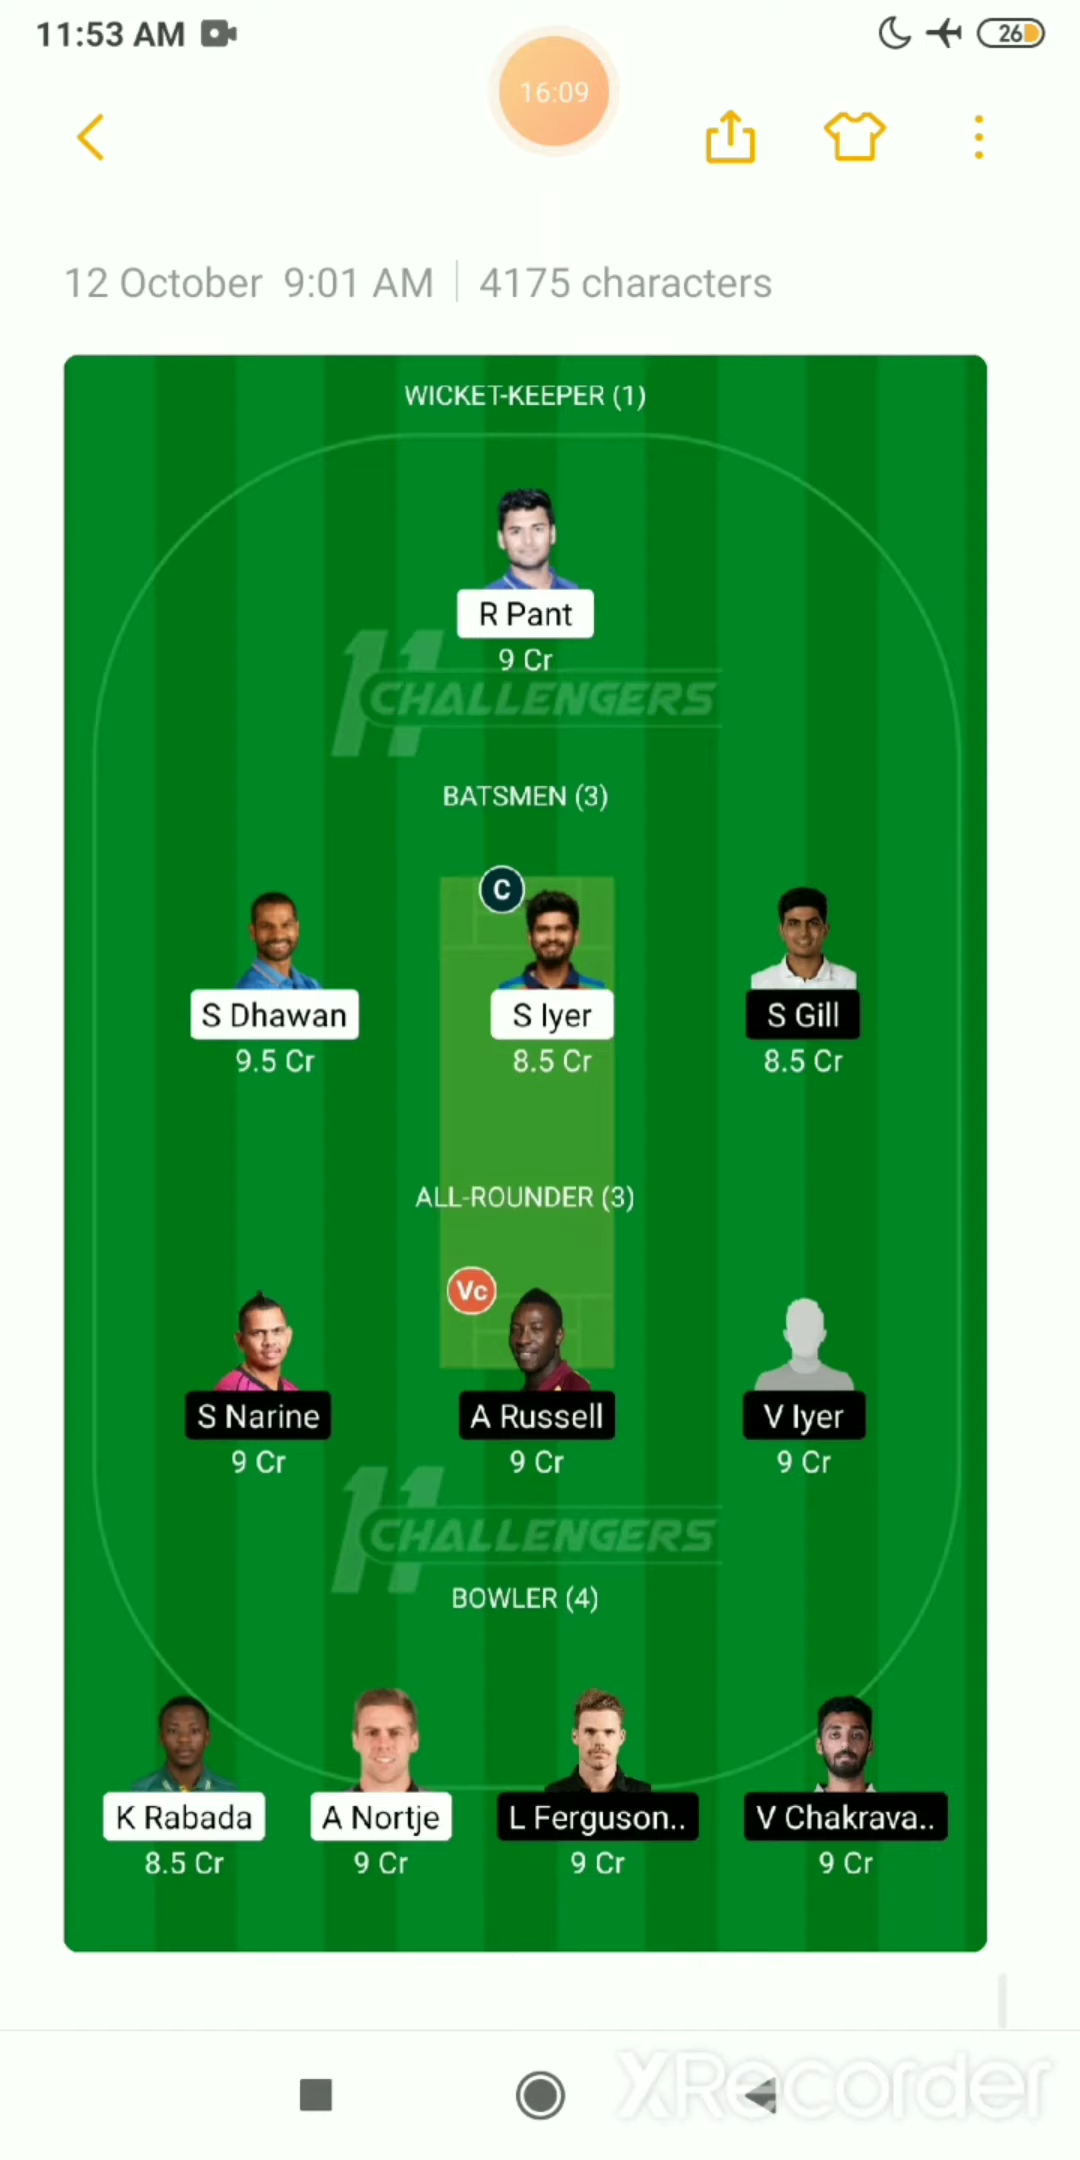 11:53 AM
26
16:09
12 October 9:01 AM | 4175 characters
WICKET-KEEPER (1)
R Pant
9 Cr
11 CHALLENGERS
BATSMEN (3)
C
S Dhawan S Iyer S Gill
9.5 Cr 8.5 Cr 8.5 Cr
ALL-ROUNDER (3)
Vc
S Narine A Russell V Iyer
9 Cr 9 Cr 9 Cr
11 CHALLENGERS
BOWLER (4)
K Rabada A Nortje L Ferguson.. V Chakrava..
8.5 Cr 9 Cr 9 Cr 9 Cr
XRecorder